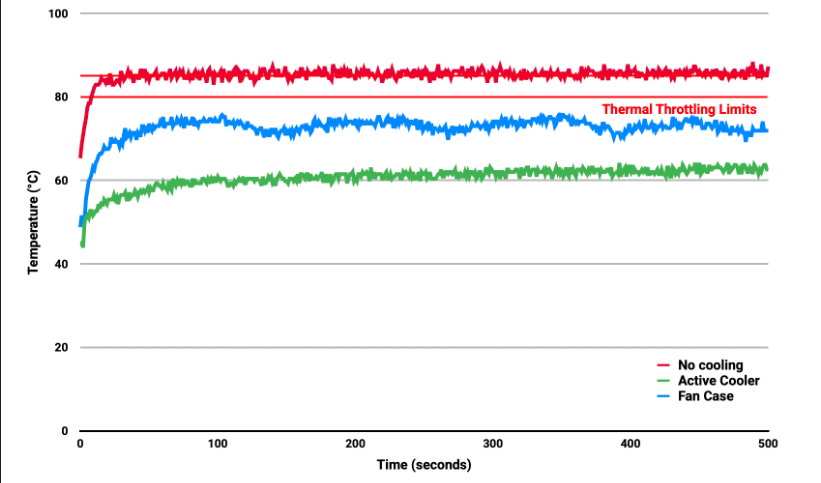 100
80
60
40
20
0
Temperature (°C)
Thermal Throttling Limits
No cooling
Active Cooler
Fan Case
0 100 200 300 400 500
Time (seconds)